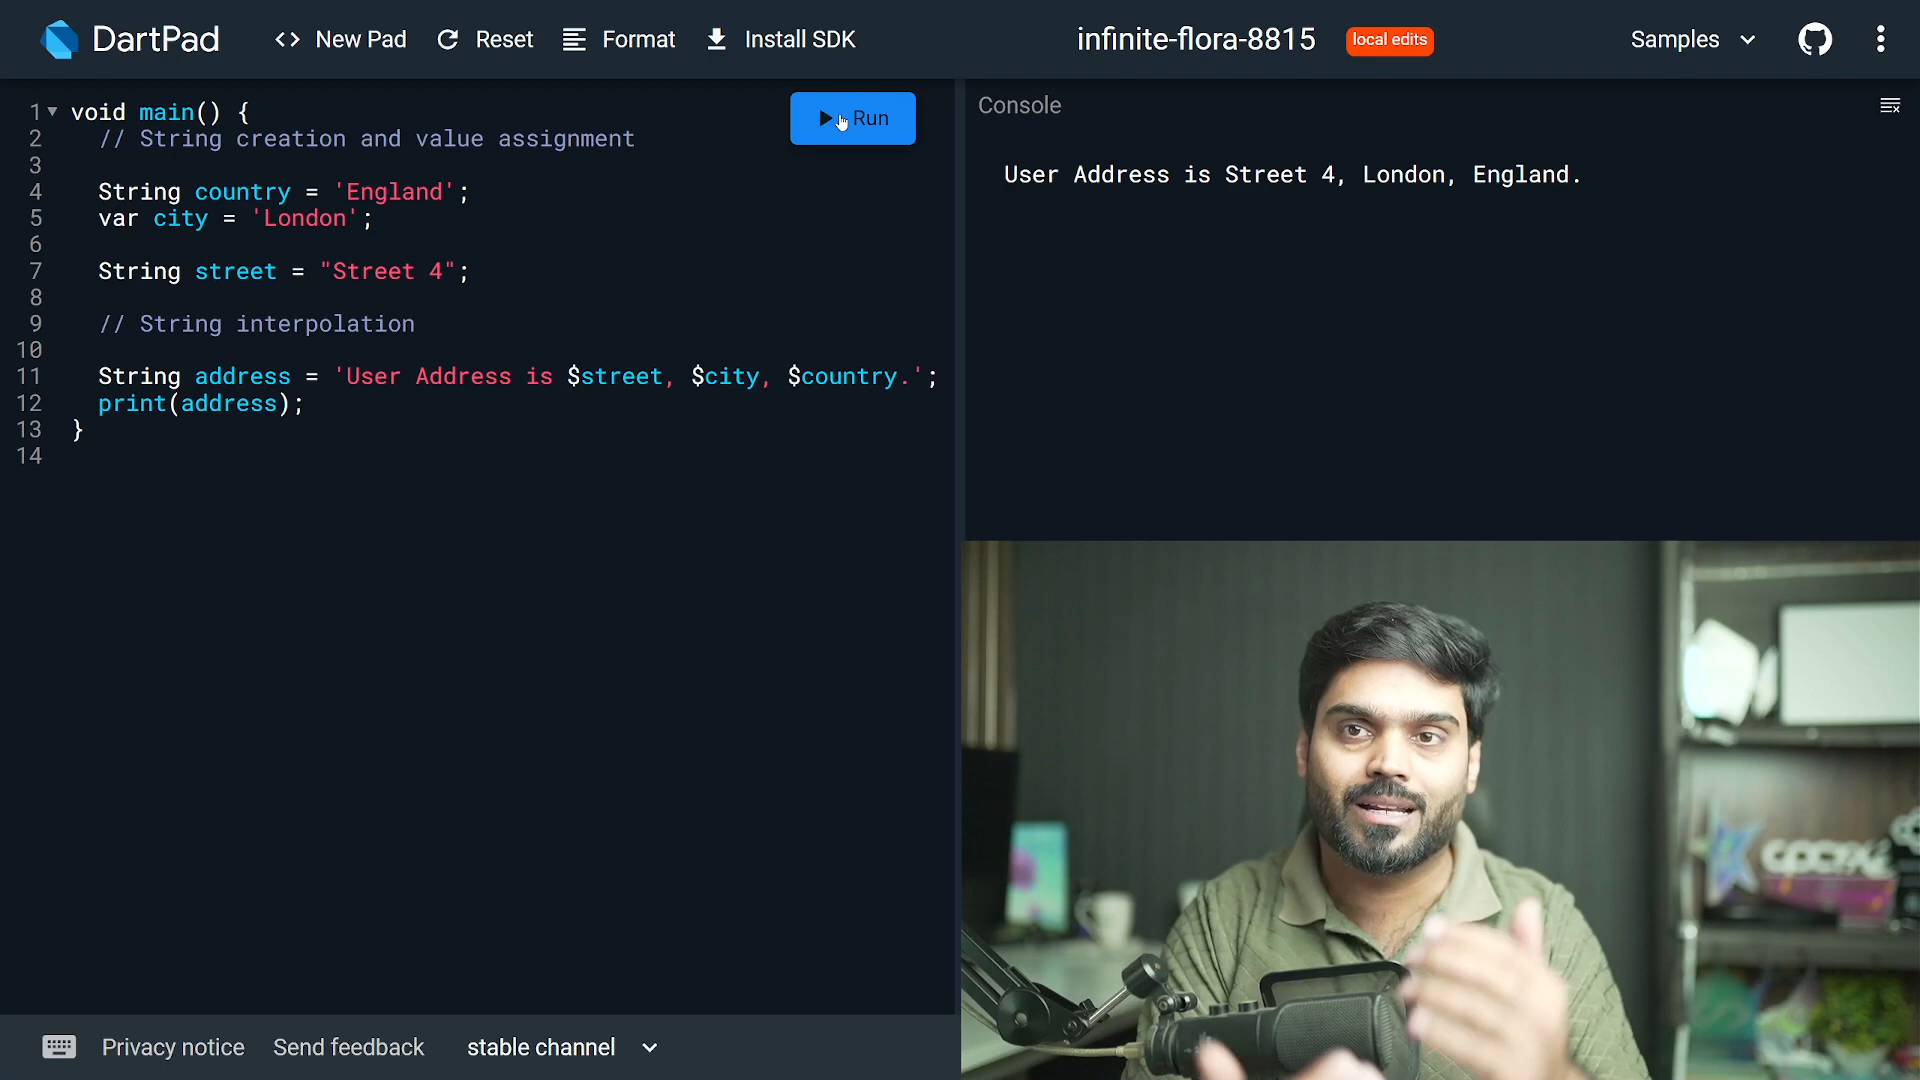 DartPad
<> New Pad
Reset
Format
Install SDK
infinite-flora-8815
local edits
Samples
1 void main() {
2 // String creation and value assignment
3
4 String country = 'England';
5 var city = 'London';
6
7 String street = "Street 4";
8
9 // String interpolation
10
11 String address = 'User Address is $street, $city, $country.';
12 print(address);
13 }
14
Run
Console
User Address is Street 4, London, England.
Privacy notice
Send feedback
stable channel